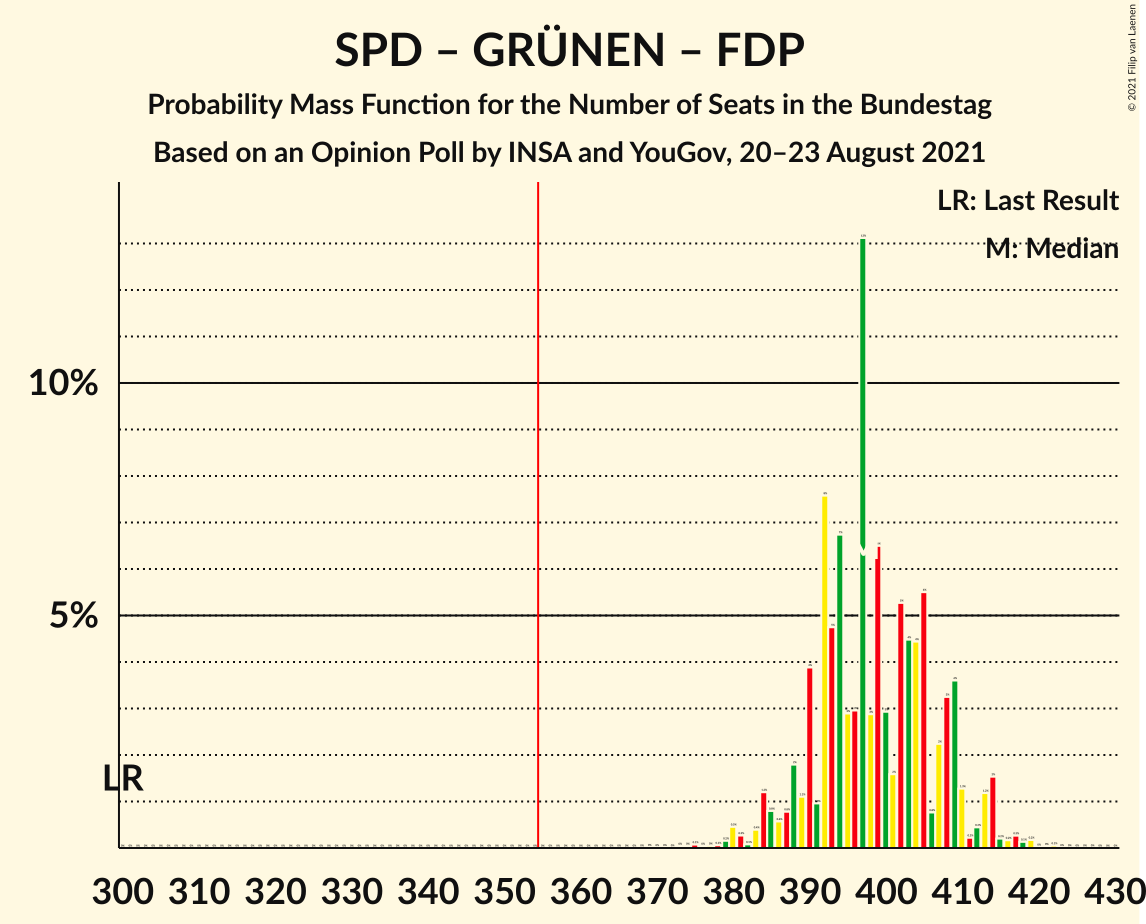 SPD – GRÜNEN – FDP
Probability Mass Function for the Number of Seats in the Bundestag
Based on an Opinion Poll by INSA and YouGov, 20–23 August 2021
© 2021 Filip van Laenen
LR: Last Result
M: Median
10%
5%
LR
M
300 310 320 330 340 350 360 370 380 390 400 410 420 430